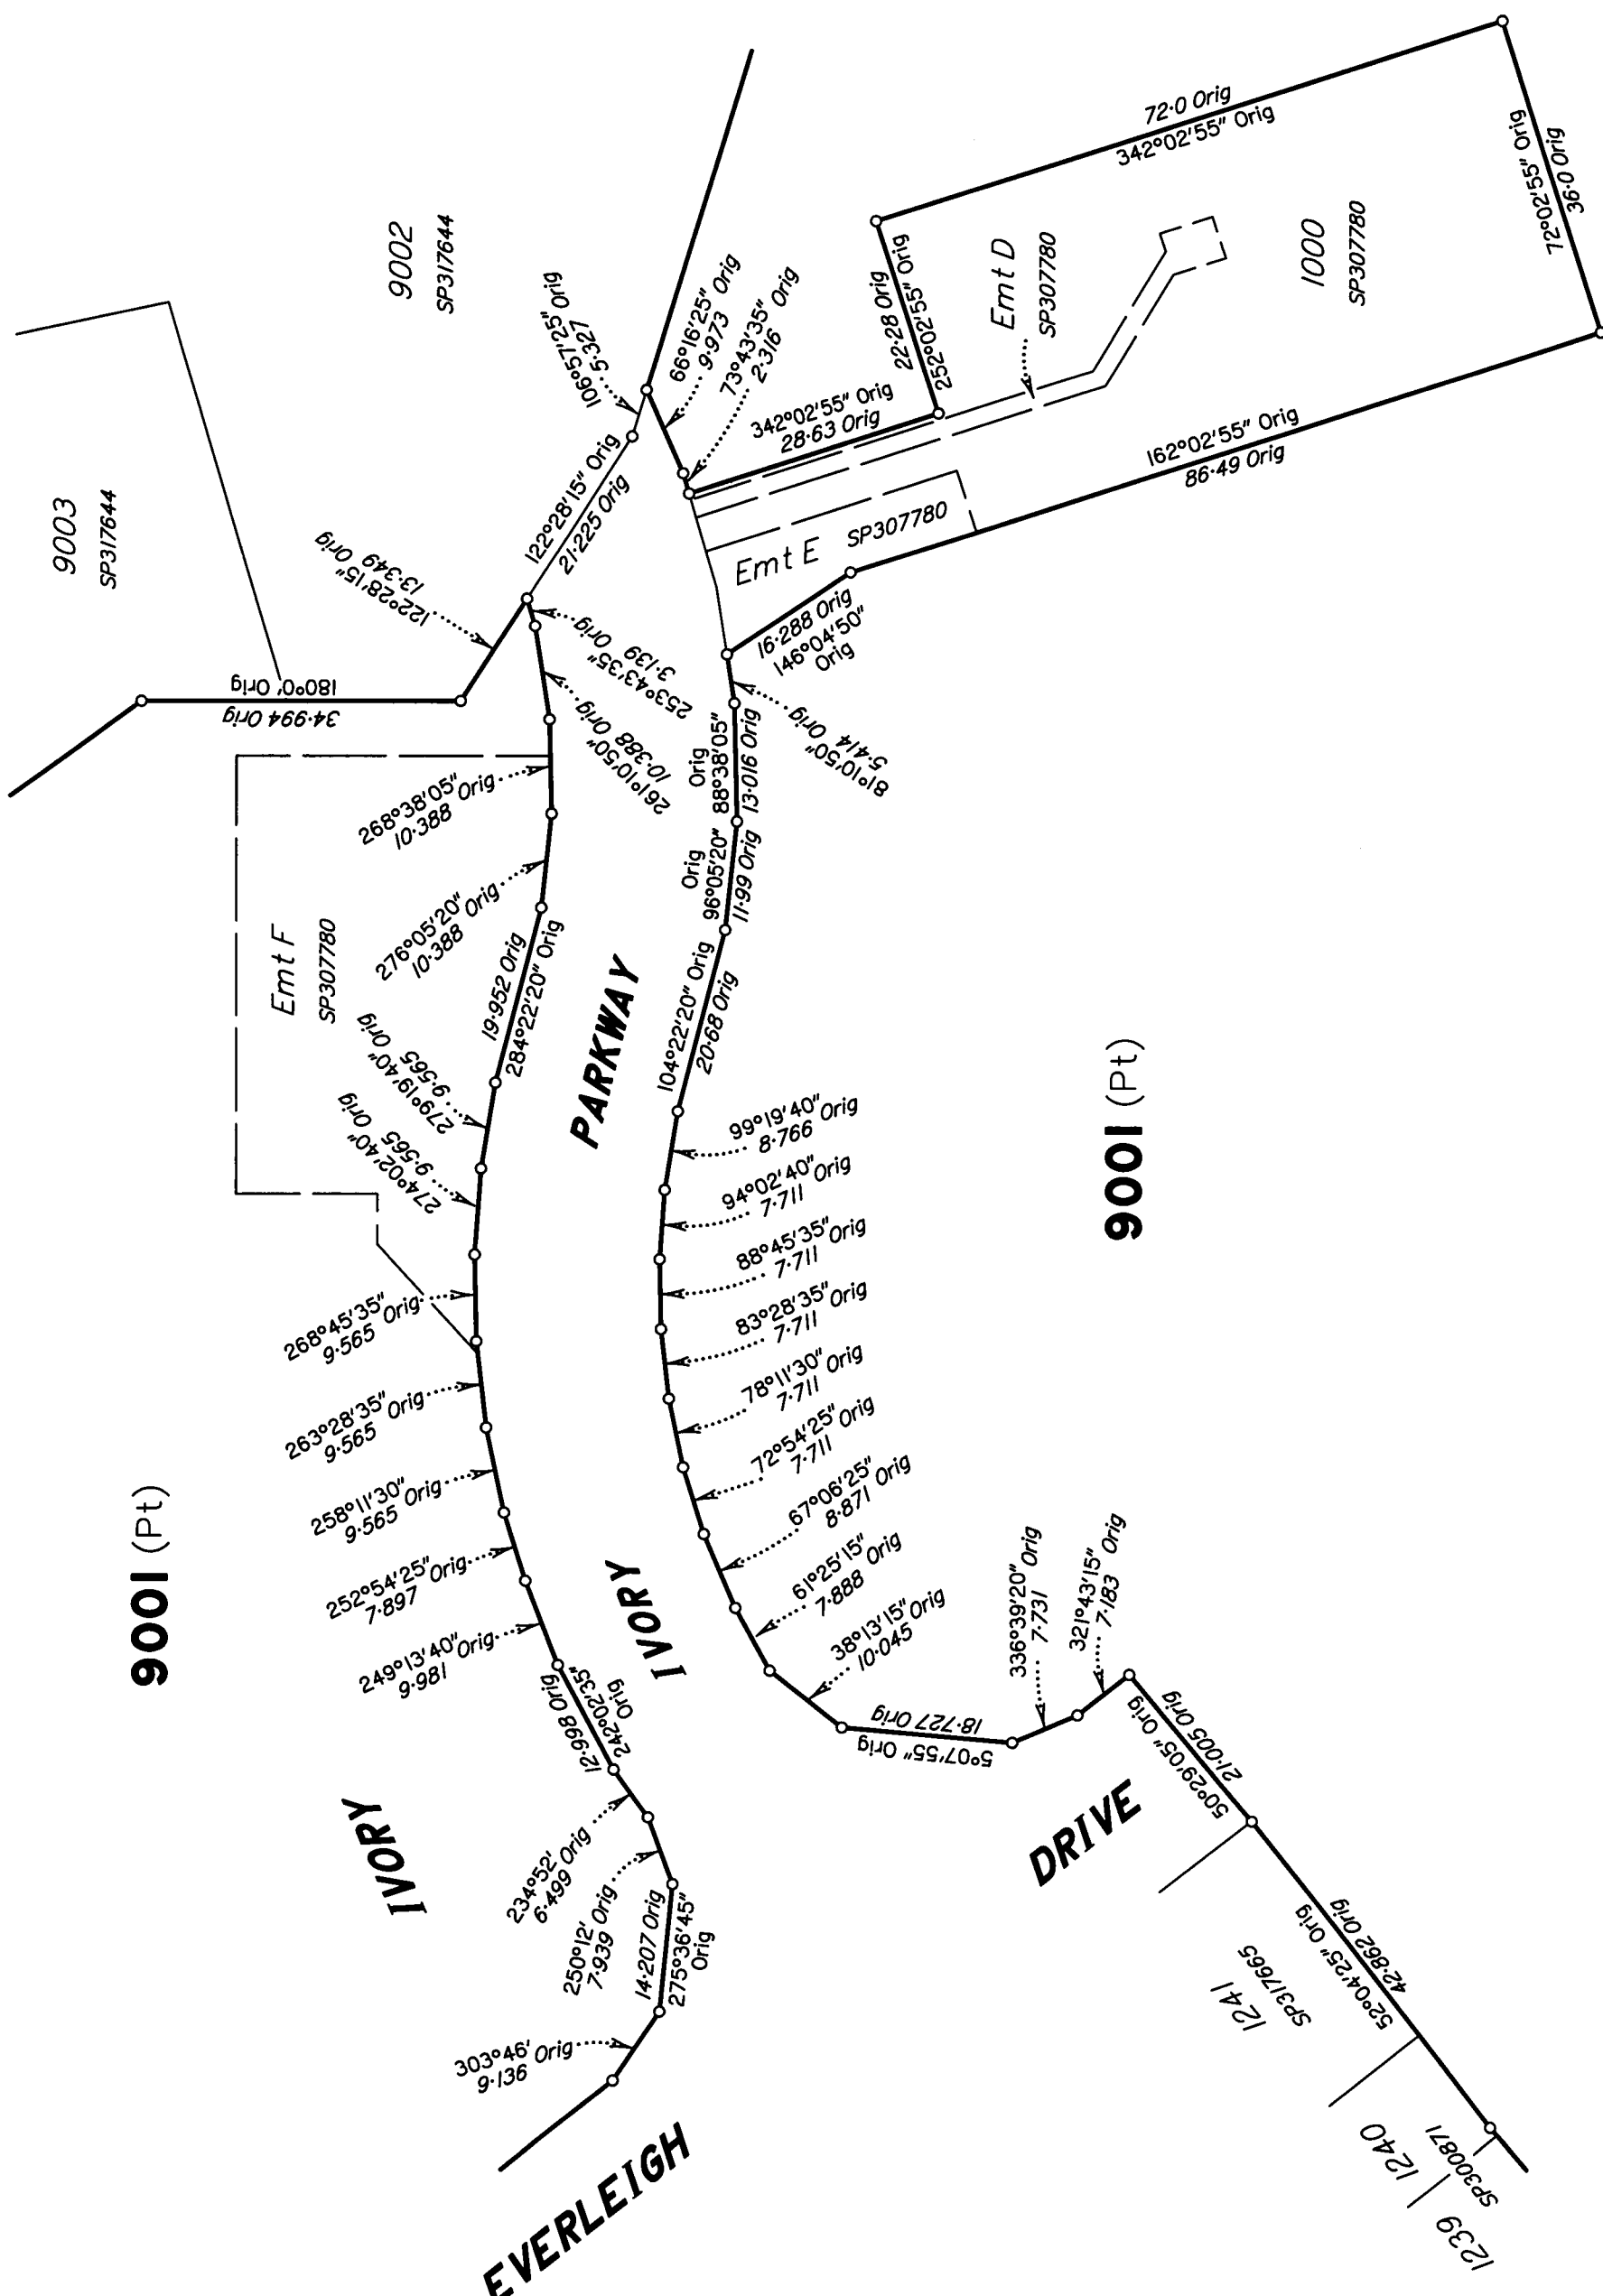 72·0 Orig
342°02'55" Orig
72°02'55" Orig
36·0 Orig
9002
SP317644
9003
SP317644
106°57'25" Orig
5·327
66°16'25" Orig
9·973
73°43'35" Orig
2·316
22·28 Orig
252°02'55" Orig
Emt D
SP307780
1000
SP307780
342°02'55" Orig
28·63 Orig
162°02'55" Orig
86·49 Orig
122°28'15" Orig
21·225 Orig
122°28'15" Orig
13·349
Emt E
SP307780
16·288 Orig
146°04'50"
Orig
180°0' Orig
34·994 Orig
253°43'35" Orig
3·139
261°10'50" Orig
10·388
81°10'50" Orig
5·414
268°38'05"
10·388 Orig
88°38'05"
Orig
13·016 Orig
276°05'20"
10·388 Orig
96°05'20"
Orig
11·99 Orig
Emt F
SP307780
19·952 Orig
284°22'20" Orig
104°22'20" Orig
20·68 Orig
279°19'40" Orig
9·565
274°02'40" Orig
9·565
PARKWAY
99°19'40" Orig
8·766
94°02'40" Orig
7·711
88°45'35" Orig
7·711
83°28'35" Orig
7·711
78°11'30" Orig
7·711
72°54'25" Orig
7·711
67°06'25" Orig
8·871
61°25'15" Orig
7·888
38°13'15" Orig
10·045
9001 (Pt)
268°45'35"
9·565 Orig
263°28'35"
9·565 Orig
258°11'30"
9·565 Orig
252°54'25" Orig
7·897
249°13'40" Orig
9·981
9001 (Pt)
IVORY
12·998 Orig
242°02'35"
Orig
18·727 Orig
5°07'55" Orig
336°39'20" Orig
7·731
321°43'15" Orig
7·183
IVORY
234°52' Orig
6·499
250°12' Orig
7·939
14·207 Orig
275°36'45"
Orig
303°46' Orig
9·136
50°29'05" Orig
21·005 Orig
DRIVE
52°04'25" Orig
42·862 Orig
1241
SP317665
1240
SP300871
1239
EVERLEIGH